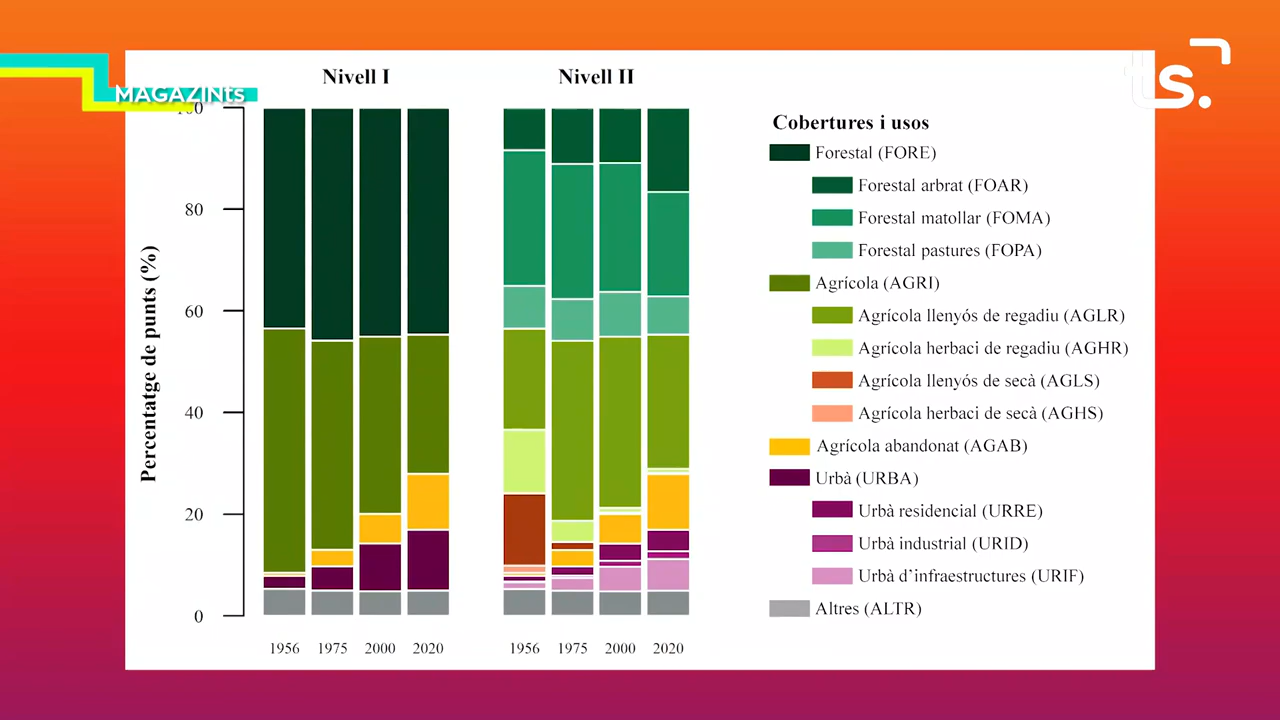 MAGAZINts
ts.
Nivell I
Nivell II
Percentatge de punts (%)
100
80
60
40
20
0
1956 1975 2000 2020
1956 1975 2000 2020
Cobertures i usos
Forestal (FORE)
Forestal arbrat (FOAR)
Forestal matollar (FOMA)
Forestal pastures (FOPA)
Agrícola (AGRI)
Agrícola llenyós de regadiu (AGLR)
Agrícola herbaci de regadiu (AGHR)
Agrícola llenyós de secà (AGLS)
Agrícola herbaci de secà (AGHS)
Agrícola abandonat (AGAB)
Urbà (URBA)
Urbà residencial (URRE)
Urbà industrial (URID)
Urbà d’infraestructures (URIF)
Altres (ALTR)